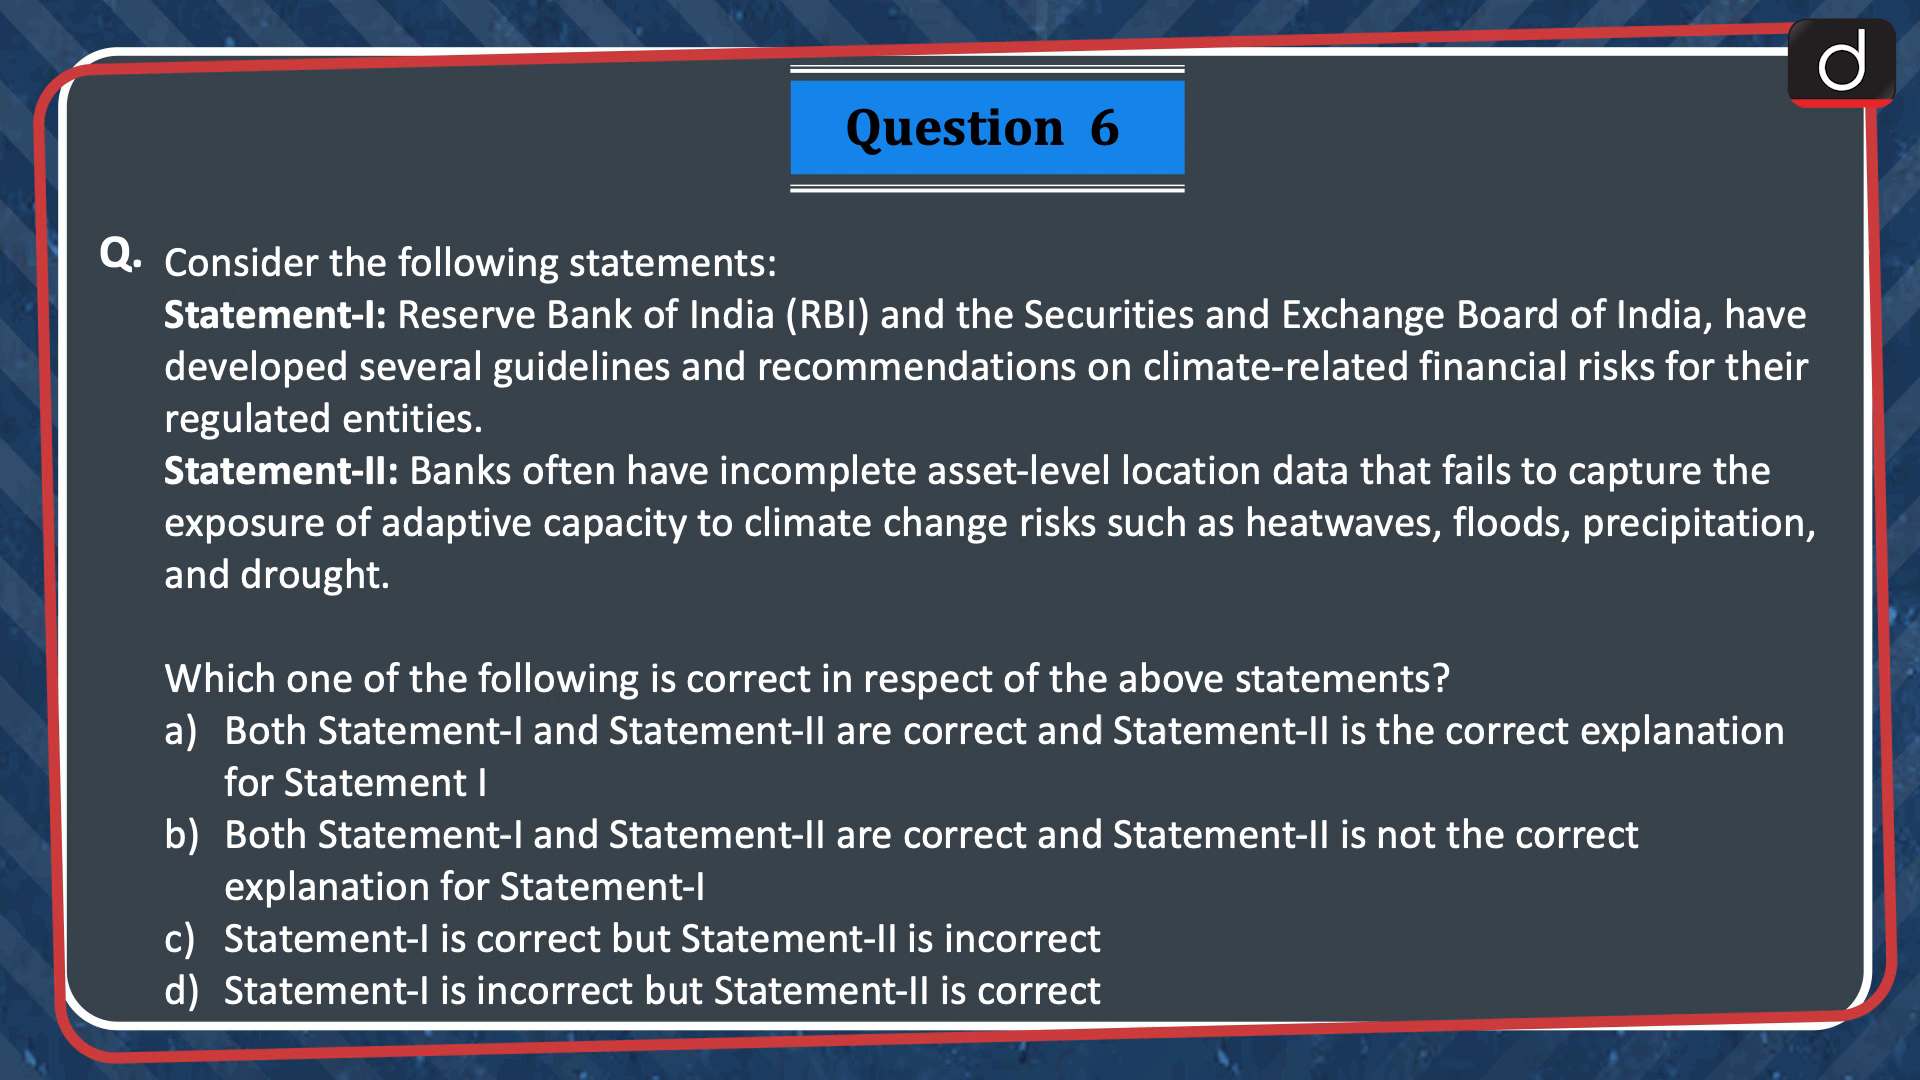 d
Question 6
Q. Consider the following statements:
Statement-I: Reserve Bank of India (RBI) and the Securities and Exchange Board of India, have
developed several guidelines and recommendations on climate-related financial risks for their
regulated entities.
Statement-II: Banks often have incomplete asset-level location data that fails to capture the
exposure of adaptive capacity to climate change risks such as heatwaves, floods, precipitation,
and drought.
Which one of the following is correct in respect of the above statements?
a) Both Statement-I and Statement-II are correct and Statement-II is the correct explanation
for Statement I
b) Both Statement-I and Statement-II are correct and Statement-II is not the correct
explanation for Statement-I
c) Statement-I is correct but Statement-II is incorrect
d) Statement-I is incorrect but Statement-II is correct